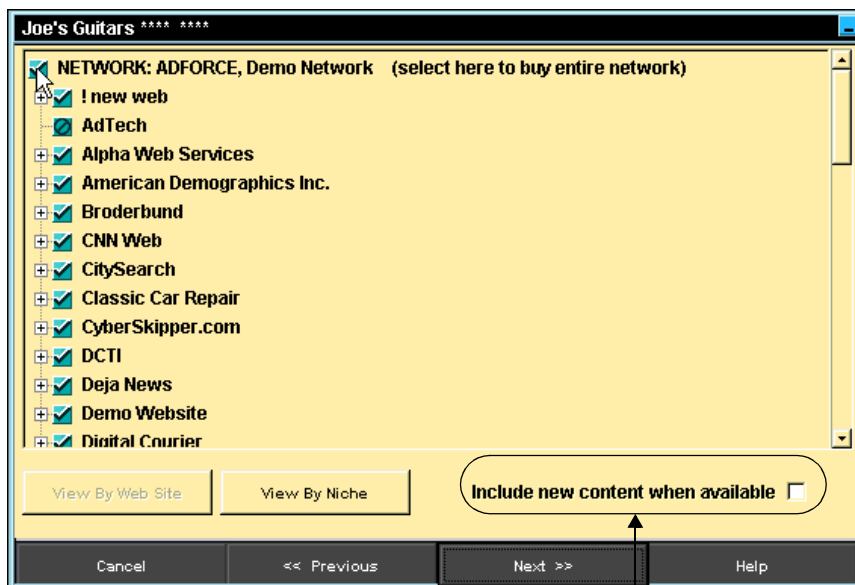 Joe's Guitars **** ****
NETWORK: ADFORCE, Demo Network (select here to buy entire network)
! new web
AdTech
Alpha Web Services
American Demographics Inc.
Broderbund
CNN Web
CitySearch
Classic Car Repair
CyberSkipper.com
DCTI
Deja News
Demo Website
Digital Courier
View By Web Site
View By Niche
Include new content when available
Cancel
<< Previous
Next >>
Help